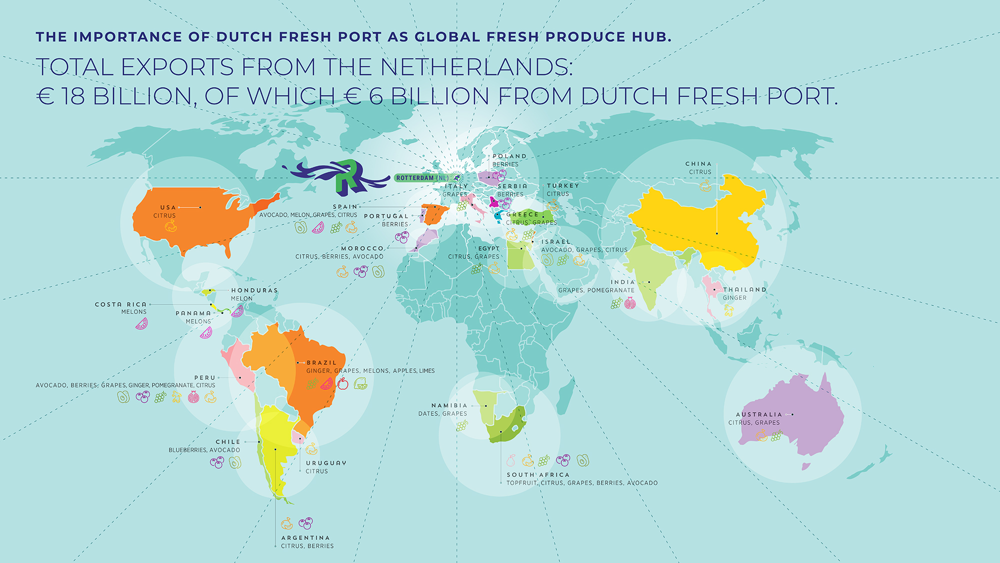 THE IMPORTANCE OF DUTCH FRESH PORT AS GLOBAL FRESH PRODUCE HUB.
TOTAL EXPORTS FROM THE NETHERLANDS:
€ 18 BILLION, OF WHICH € 6 BILLION FROM DUTCH FRESH PORT.
POLAND
BERRIES
CHINA
CITRUS
R
ROTTERDAM (NL)
ITALY
GRAPES
SERBIA
BERRIES
TURKEY
CITRUS
USA
CITRUS
SPAIN
AVOCADO, MELON, GRAPES, CITRUS
PORTUGAL
BERRIES
GREECE
CITRUS, GRAPES
MOROCCO
CITRUS, BERRIES, AVOCADO
EGYPT
CITRUS, GRAPES
ISRAEL
AVOCADO, GRAPES, CITRUS
INDIA
GRAPES, POMEGRANATE
THAILAND
GINGER
HONDURAS
MELON
COSTA RICA
MELONS
PANAMA
MELONS
BRAZIL
GINGER, GRAPES, MELONS, APPLES, LIMES
PERU
AVOCADO, BERRIES, GRAPES, GINGER, POMEGRANATE, CITRUS
NAMIBIA
DATES, GRAPES
AUSTRALIA
CITRUS, GRAPES
CHILE
BLUEBERRIES, AVOCADO
URUGUAY
CITRUS
SOUTH AFRICA
TOPFRUIT, CITRUS, GRAPES, BERRIES, AVOCADO
ARGENTINA
CITRUS, BERRIES